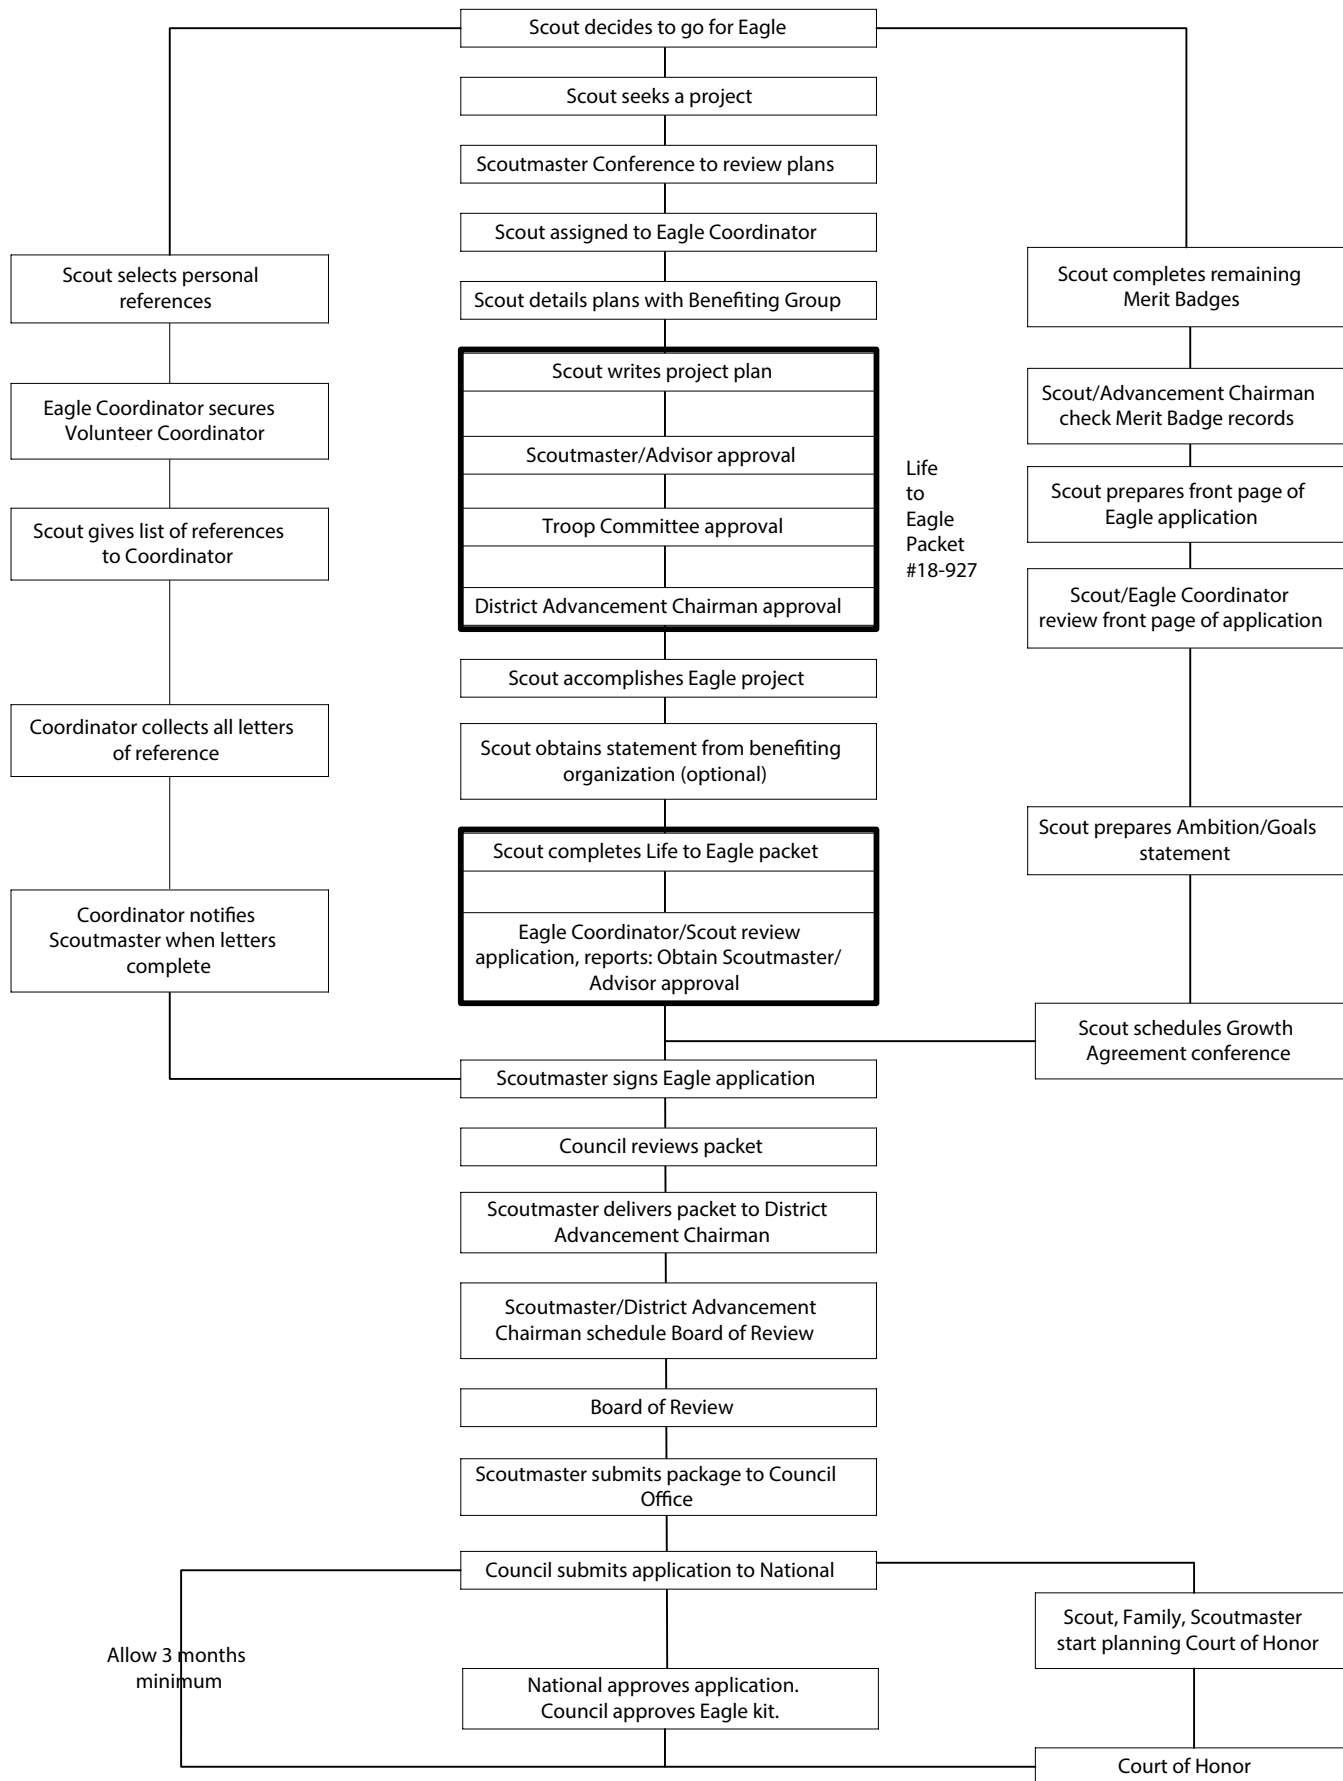 Scout decides to go for Eagle
Scout seeks a project
Scoutmaster Conference to review plans
Scout assigned to Eagle Coordinator
Scout details plans with Benefiting Group
Scout writes project plan
Scoutmaster/Advisor approval
Troop Committee approval
District Advancement Chairman approval
Life
to
Eagle
Packet
#18-927
Scout accomplishes Eagle project
Scout obtains statement from benefiting
organization (optional)
Scout completes Life to Eagle packet
Eagle Coordinator/Scout review
application, reports: Obtain Scoutmaster/
Advisor approval
Scout selects personal
references
Eagle Coordinator secures
Volunteer Coordinator
Scout gives list of references
to Coordinator
Coordinator collects all letters
of reference
Coordinator notifies
Scoutmaster when letters
complete
Scout completes remaining
Merit Badges
Scout/Advancement Chairman
check Merit Badge records
Scout prepares front page of
Eagle application
Scout/Eagle Coordinator
review front page of application
Scout prepares Ambition/Goals
statement
Scout schedules Growth
Agreement conference
Scoutmaster signs Eagle application
Council reviews packet
Scoutmaster delivers packet to District
Advancement Chairman
Scoutmaster/District Advancement
Chairman schedule Board of Review
Board of Review
Scoutmaster submits package to Council
Office
Council submits application to National
Allow 3 months
minimum
National approves application.
Council approves Eagle kit.
Scout, Family, Scoutmaster
start planning Court of Honor
Court of Honor